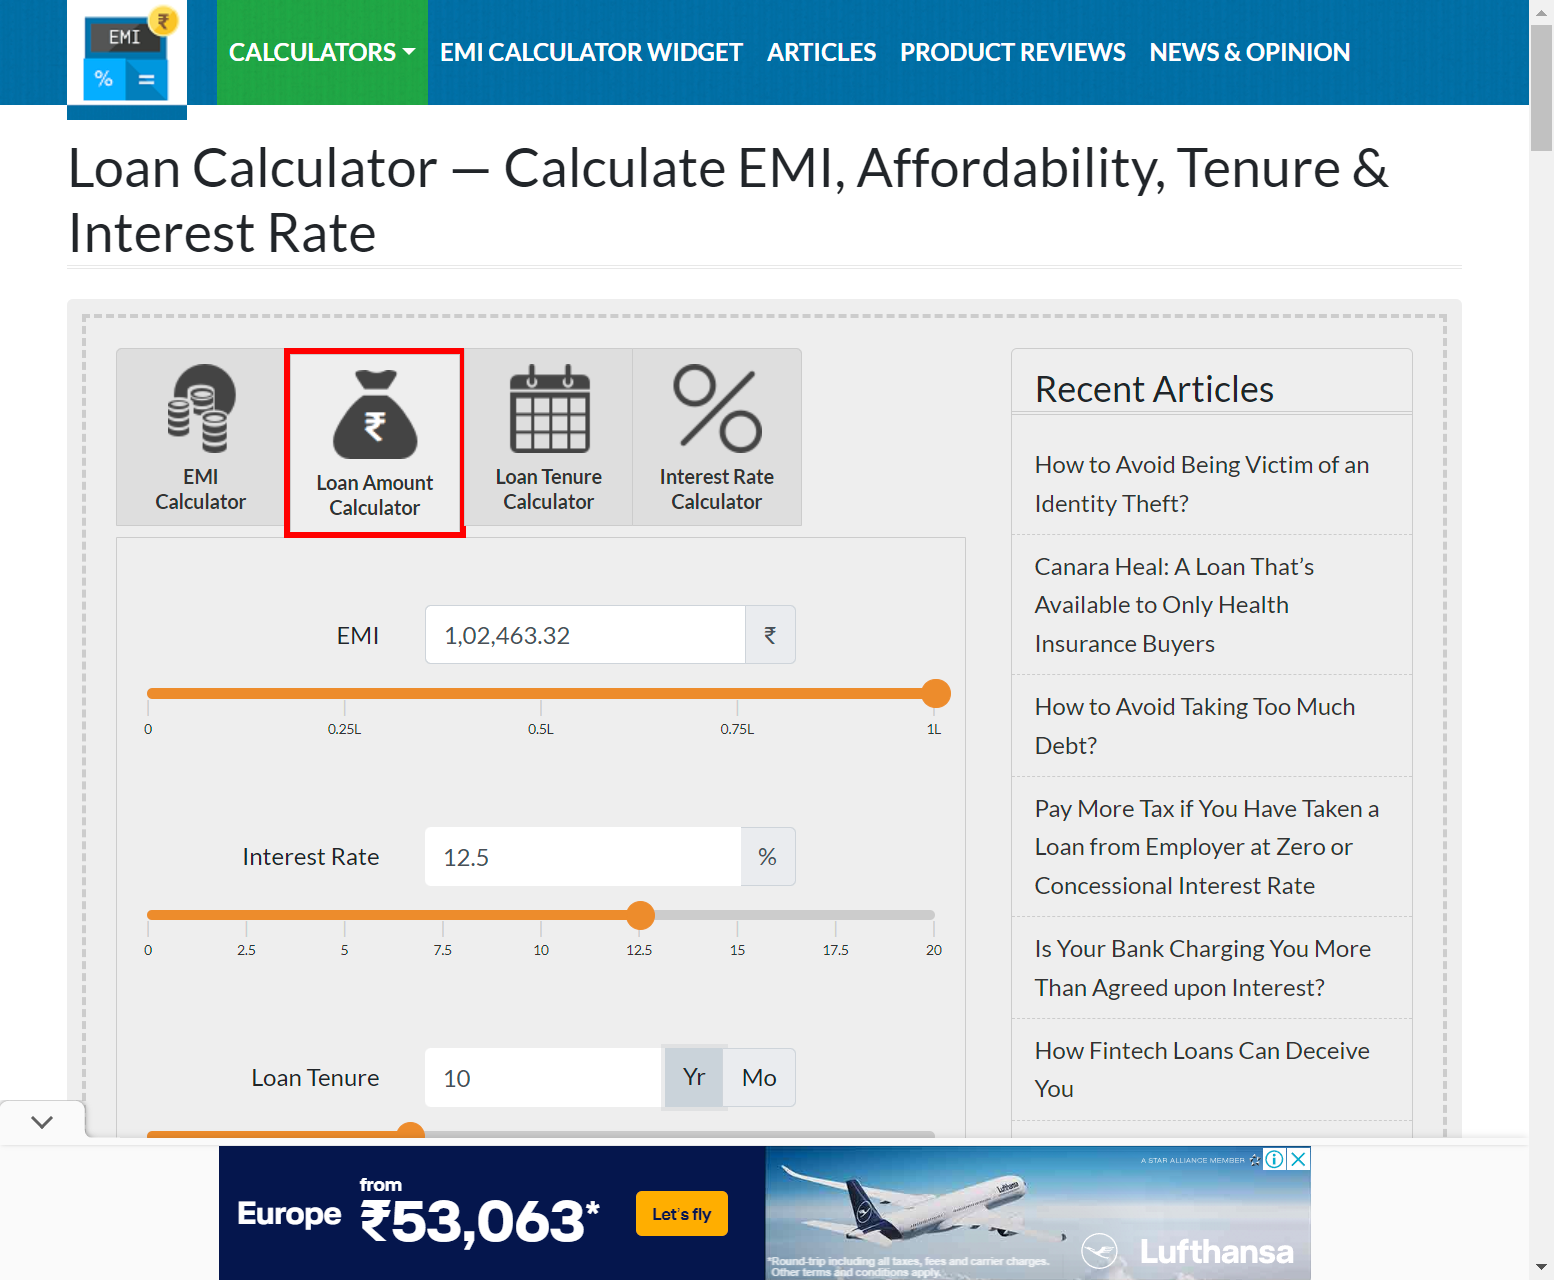 EMI
₹
%
=
CALCULATORS
EMI CALCULATOR WIDGET
ARTICLES
PRODUCT REVIEWS
NEWS & OPINION
Loan Calculator — Calculate EMI, Affordability, Tenure &
Interest Rate
EMI
Calculator
₹
Loan Amount
Calculator
Loan Tenure
Calculator
Interest Rate
Calculator
EMI
1,02,463.32
₹
0
0.25L
0.5L
0.75L
1L
Interest Rate
12.5
%
0
2.5
5
7.5
10
12.5
15
17.5
20
Loan Tenure
10
Yr
Mo
Recent Articles
How to Avoid Being Victim of an
Identity Theft?
Canara Heal: A Loan That’s
Available to Only Health
Insurance Buyers
How to Avoid Taking Too Much
Debt?
Pay More Tax if You Have Taken a
Loan from Employer at Zero or
Concessional Interest Rate
Is Your Bank Charging You More
Than Agreed upon Interest?
How Fintech Loans Can Deceive
You
Europe
from
₹53,063*
Let's fly
A STAR ALLIANCE MEMBER
Lufthansa
*Round-trip including all taxes, fees and carrier charges.
Other terms and conditions apply.
Lufthansa